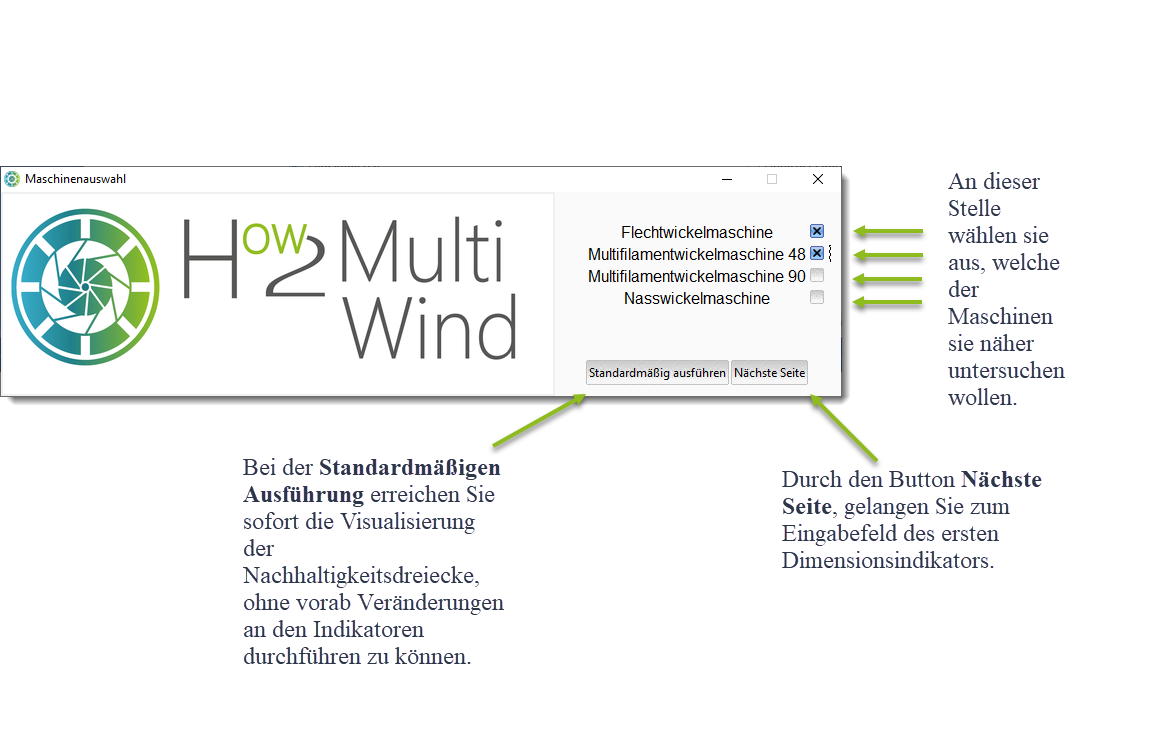 Maschinenauswahl
How2 Multi
Wind
Flechtwickelmaschine
Multifilamentwickelmaschine 48
Multifilamentwickelmaschine 90
Nasswickelmaschine
Standardmäßig ausführen
Nächste Seite
An dieser
Stelle
wählen sie
aus, welche
der
Maschinen
sie näher
untersuchen
wollen.
Bei der Standardmäßigen
Ausführung erreichen Sie
sofort die Visualisierung
der
Nachhaltigkeitsdreiecke,
ohne vorab Veränderungen
an den Indikatoren
durchführen zu können.
Durch den Button Nächste
Seite, gelangen Sie zum
Eingabefeld des ersten
Dimensionsindikators.